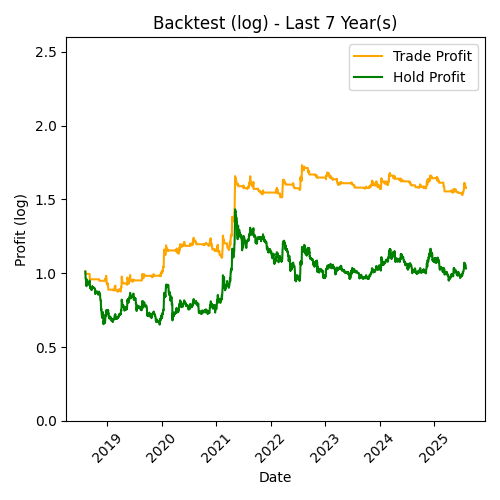 Backtest (log) - Last 7 Year(s)
Trade Profit
Hold Profit
Profit (log)
2.5
2.0
1.5
1.0
0.5
0.0
2019
2020
2021
2022
2023
2024
2025
Date